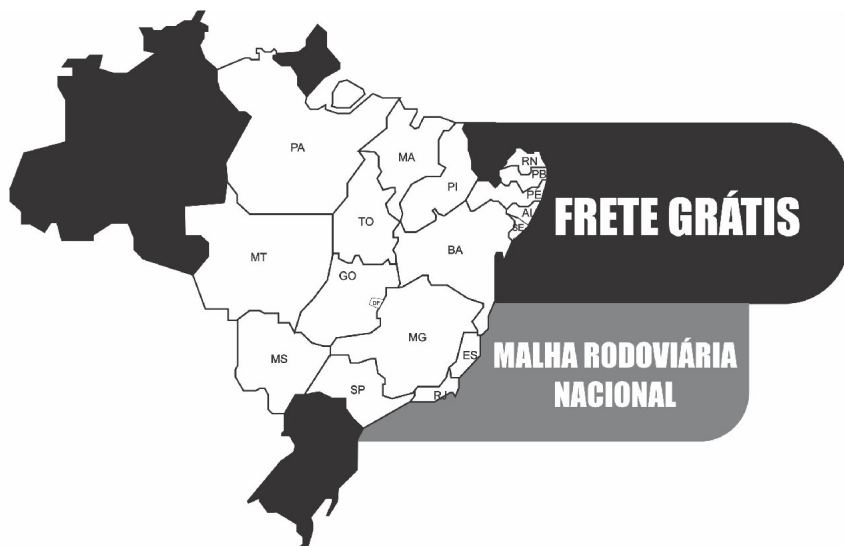 PA
MA
RN
PB
PI
PE
AL
SE
TO
BA
MT
GO
DF
MG
ES
MS
SP
RJ
FRETE GRÁTIS
MALHA RODOVIÁRIA
NACIONAL